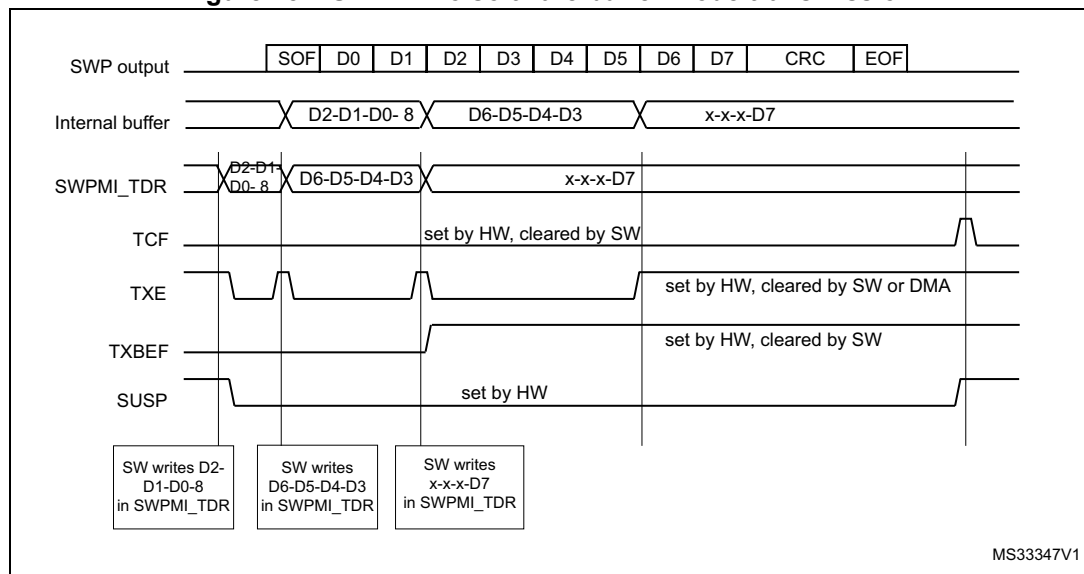 SWP output SOF D0 D1 D2 D3 D4 D5 D6 D7 CRC EOF
Internal buffer D2-D1-D0- 8 D6-D5-D4-D3 x-x-x-D7
SWPMI_TDR D2-D1-
D0- 8 D6-D5-D4-D3 x-x-x-D7
TCF set by HW, cleared by SW
TXE set by HW, cleared by SW or DMA
TXBEF set by HW, cleared by SW
SUSP set by HW
SW writes D2-
D1-D0-8
in SWPMI_TDR
SW writes
D6-D5-D4-D3
in SWPMI_TDR
SW writes
x-x-x-D7
in SWPMI_TDR
MS33347V1